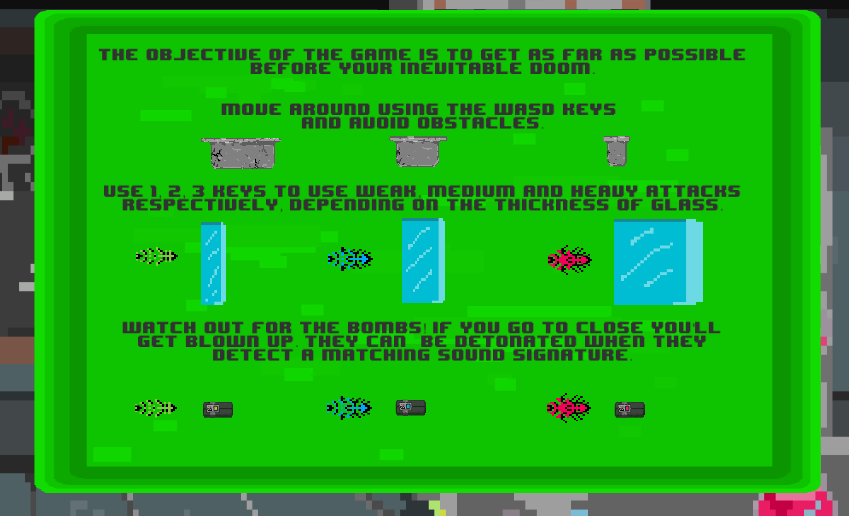 THE OBJECTIVE OF THE GAME IS TO GET AS FAR AS POSSIBLE
BEFORE YOUR INEVITABLE DOOM.
MOVE AROUND USING THE WASD KEYS
AND AVOID OBSTACLES.
USE 1, 2, 3 KEYS TO USE WEAK, MEDIUM AND HEAVY ATTACKS
RESPECTIVELY, DEPENDING ON THE THICKNESS OF GLASS.
WATCH OUT FOR THE BOMBS! IF YOU GO TO CLOSE YOU'LL
GET BLOWN UP. THEY CAN BE DETONATED WHEN THEY
DETECT A MATCHING SOUND SIGNATURE.